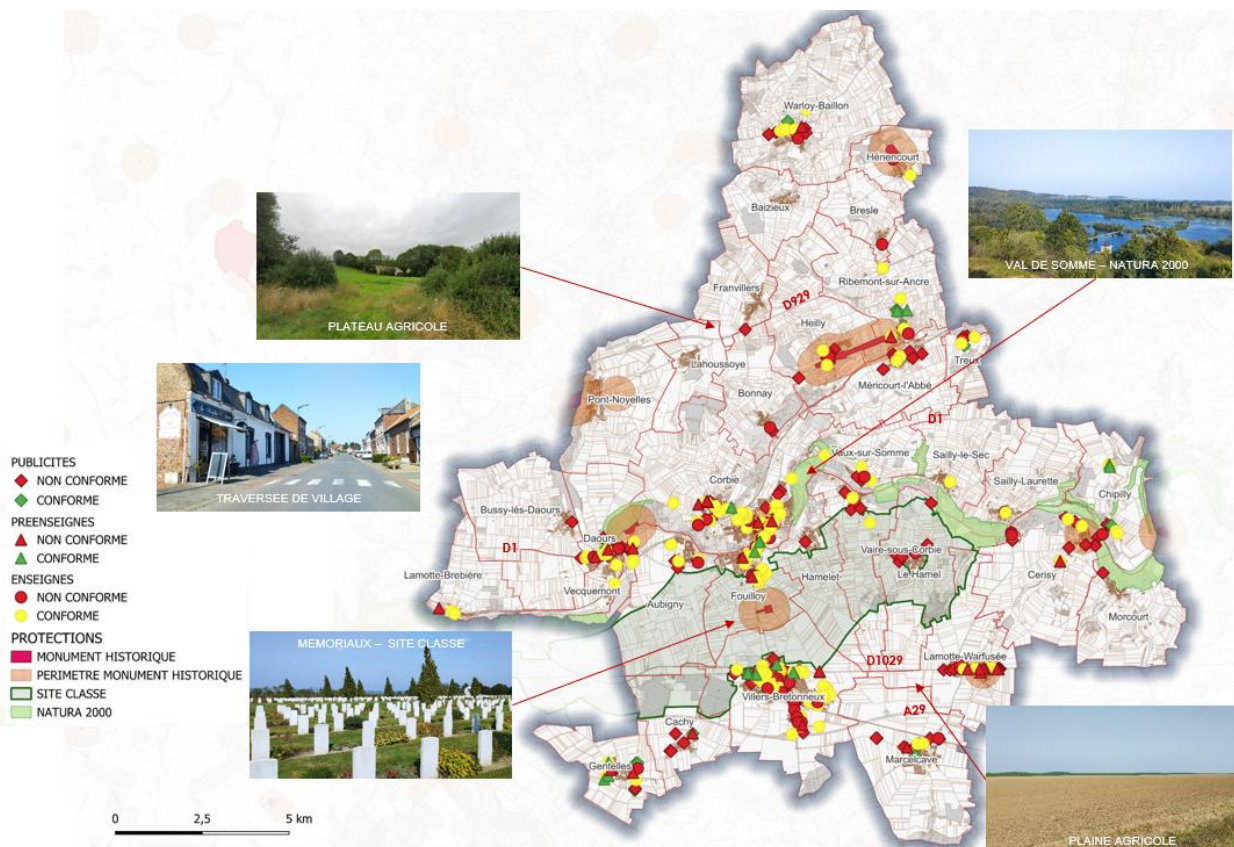 Warloy-Baillon
Hénencourt
Baizieux
Bresle
VAL DE SOMME – NATURA 2000
Ribemont-sur-Ancre
Franvillers
D929
PLATEAU AGRICOLE
Heilly
Lahoussoye
Treux
Méricourt-l'Abbé
Pont-Noyelles
Bonnay
D1
Vaux-sur-Somme
Sailly-le-Sec
PUBLICITES
NON CONFORME
CONFORME
PREENSEIGNES
NON CONFORME
CONFORME
ENSEIGNES
NON CONFORME
CONFORME
PROTECTIONS
MONUMENT HISTORIQUE
PERIMETRE MONUMENT HISTORIQUE
SITE CLASSE
NATURA 2000
TRAVERSEE DE VILLAGE
Corbie
Sailly-Laurette
Chipilly
Bussy-lès-Daours
Daours
D1
Vaire-sous-Corbie
Le Hamel
Lamotte-Brebière
Vecquemont
Aubigny
Hamelet
Fouilloy
Cerisy
Morcourt
MEMORIAUX – SITE CLASSE
D1029
Lamotte-Warfusée
Villers-Bretonneux
A29
Cachy
Marcelcave
Gentelles
0 2,5 5 km
PLAINE AGRICOLE